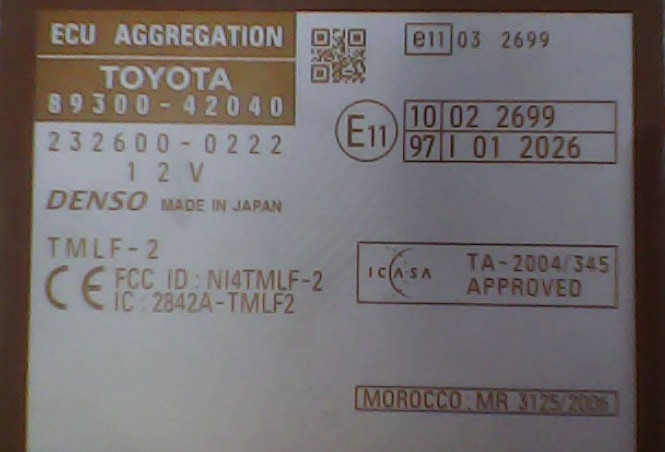 ECU AGGREGATION
TOYOTA
89300-42040
232600-0222
12V
DENSO MADE IN JAPAN
TMLF-2
CE FCC ID : NI4TMLF-2
IC : 2842A-TMLF2
e11 03 2699
E11
10 02 2699
97 I 01 2026
ICASA TA-2004/345
APPROVED
MOROCCO : MR 3125/2006